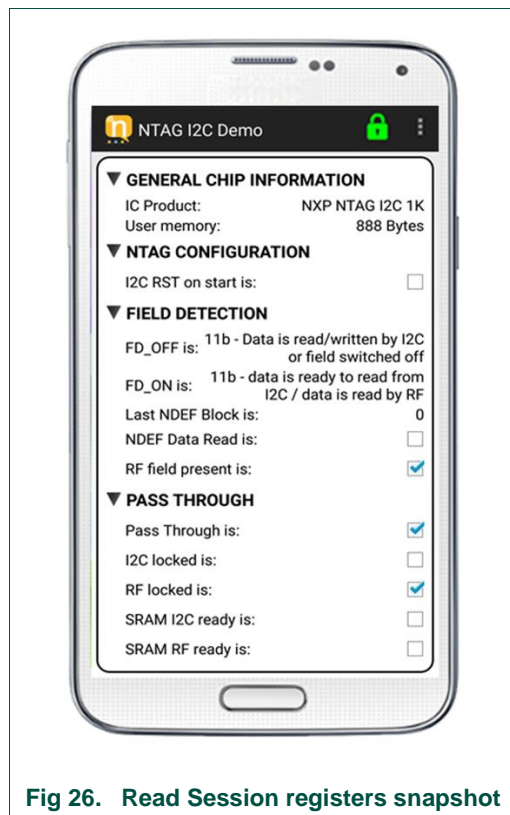 NTAG I2C Demo
GENERAL CHIP INFORMATION
IC Product: NXP NTAG I2C 1K
User memory: 888 Bytes
NTAG CONFIGURATION
I2C RST on start is:
FIELD DETECTION
FD_OFF is: 11b - Data is read/written by I2C
or field switched off
FD_ON is: 11b - data is ready to read from
I2C / data is read by RF
Last NDEF Block is: 0
NDEF Data Read is:
RF field present is:
PASS THROUGH
Pass Through is:
I2C locked is:
RF locked is:
SRAM I2C ready is:
SRAM RF ready is:
Fig 26. Read Session registers snapshot